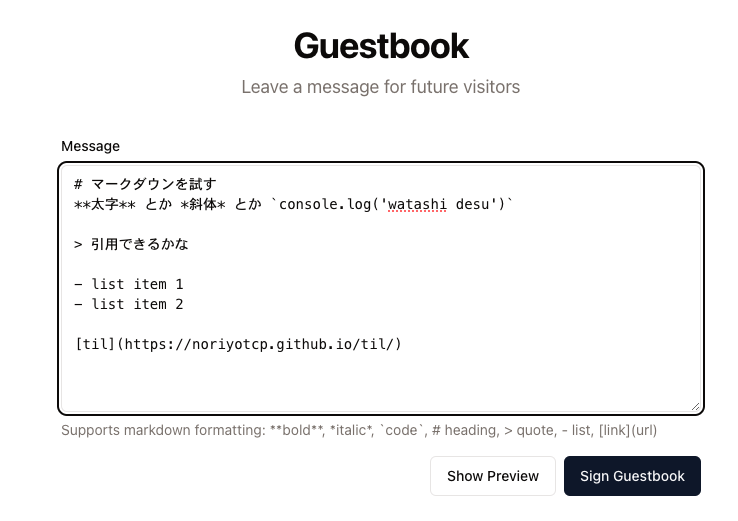 Guestbook
Leave a message for future visitors
Message
# マークダウンを試す
**太字** とか *斜体* とか `console.log('watashi desu')`
> 引用できるかな
- list item 1
- list item 2
[til](https://noriyotcp.github.io/til/)
Supports markdown formatting: **bold**, *italic*, `code`, # heading, > quote, - list, [link](url)
Show Preview
Sign Guestbook